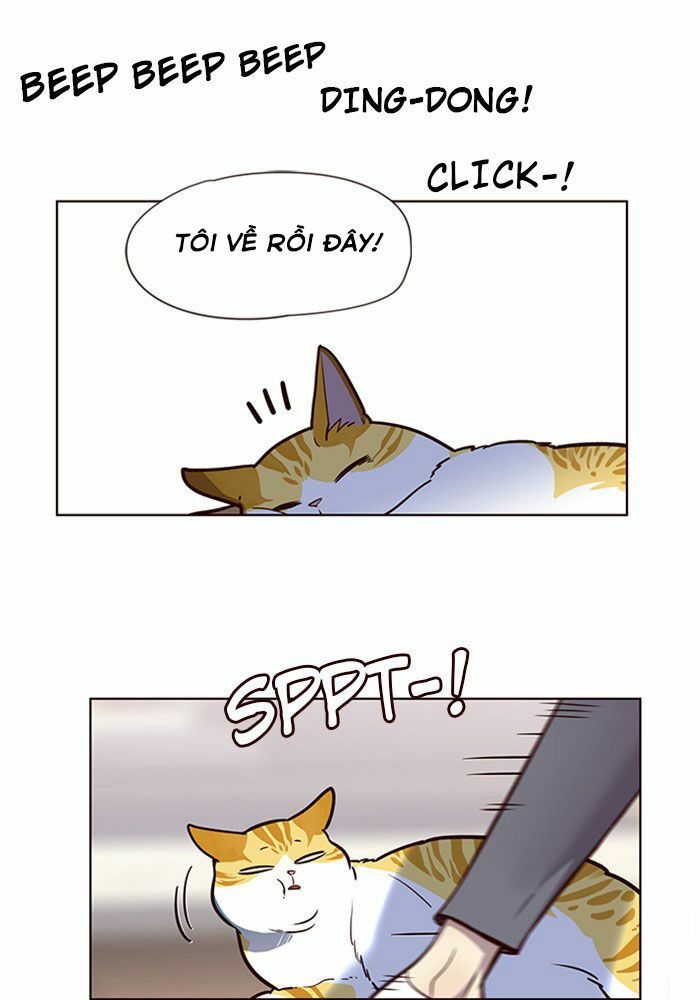 BEEP BEEP BEEP
DING-DONG!
CLICK-!
TÔI VỀ RỒI ĐÂY!
SPPT-!